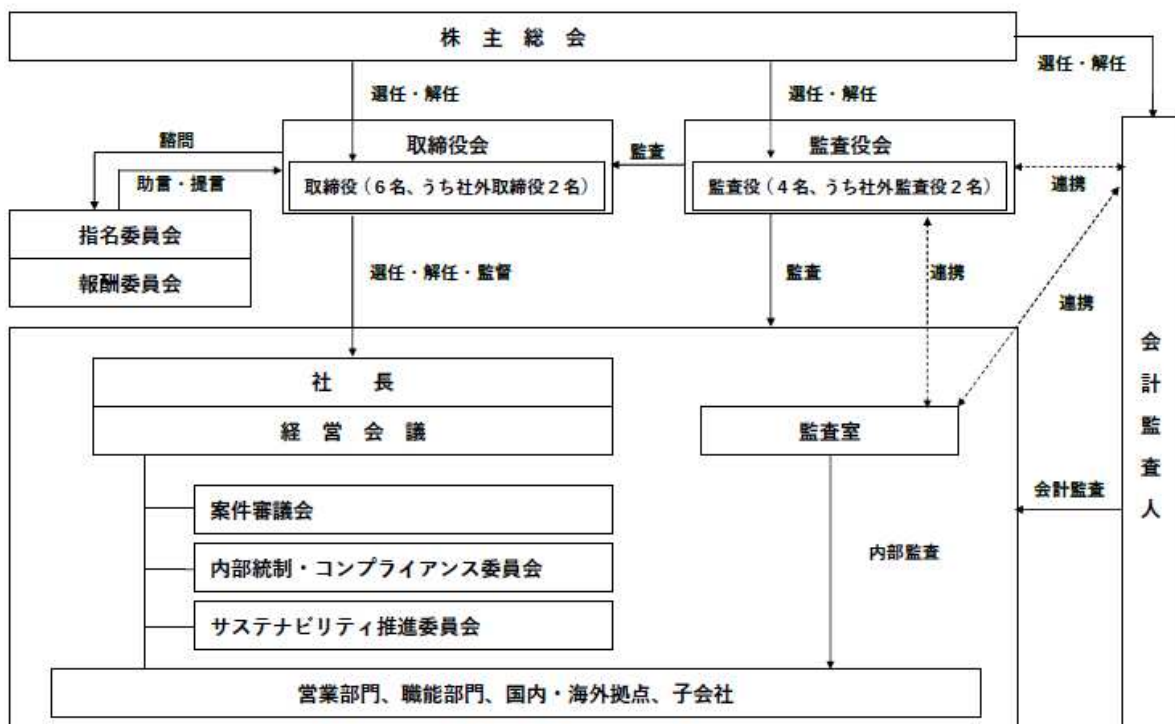 株 主 総 会
選任・解任
選任・解任
選任・解任
諮問
助言・提言
取締役会
取締役(6名、うち社外取締役2名)
監査
監査役会
監査役(4名、うち社外監査役2名)
連携
指名委員会
報酬委員会
選任・解任・監督
監査
連携
連携
社 長
経 営 会 議
監査室
案件審議会
内部統制・コンプライアンス委員会
サステナビリティ推進委員会
内部監査
会計監査
会計監査人
営業部門、職能部門、国内・海外拠点、子会社